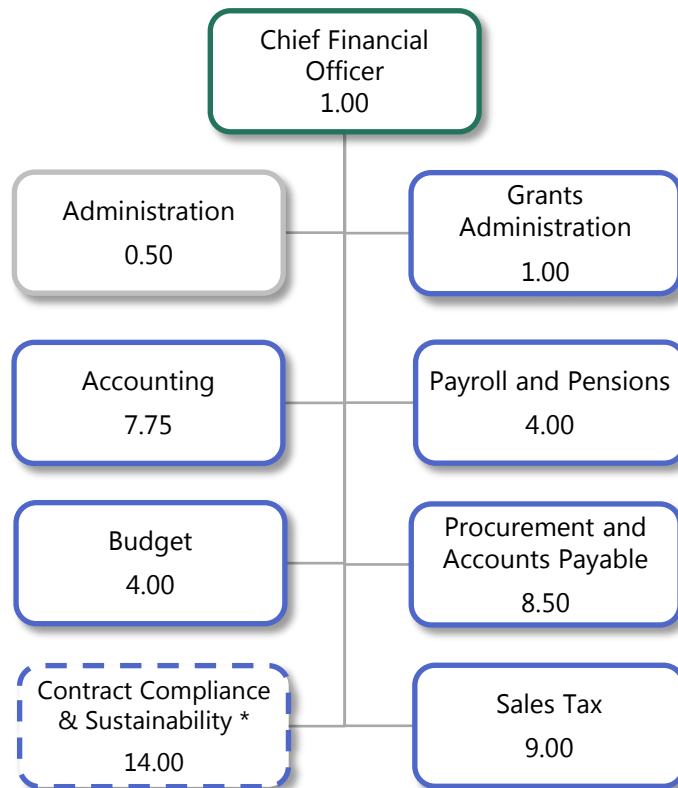 Chief Financial
Officer
1.00
Administration
0.50
Grants
Administration
1.00
Accounting
7.75
Payroll and Pensions
4.00
Budget
4.00
Procurement and
Accounts Payable
8.50
Contract Compliance
& Sustainability *
14.00
Sales Tax
9.00